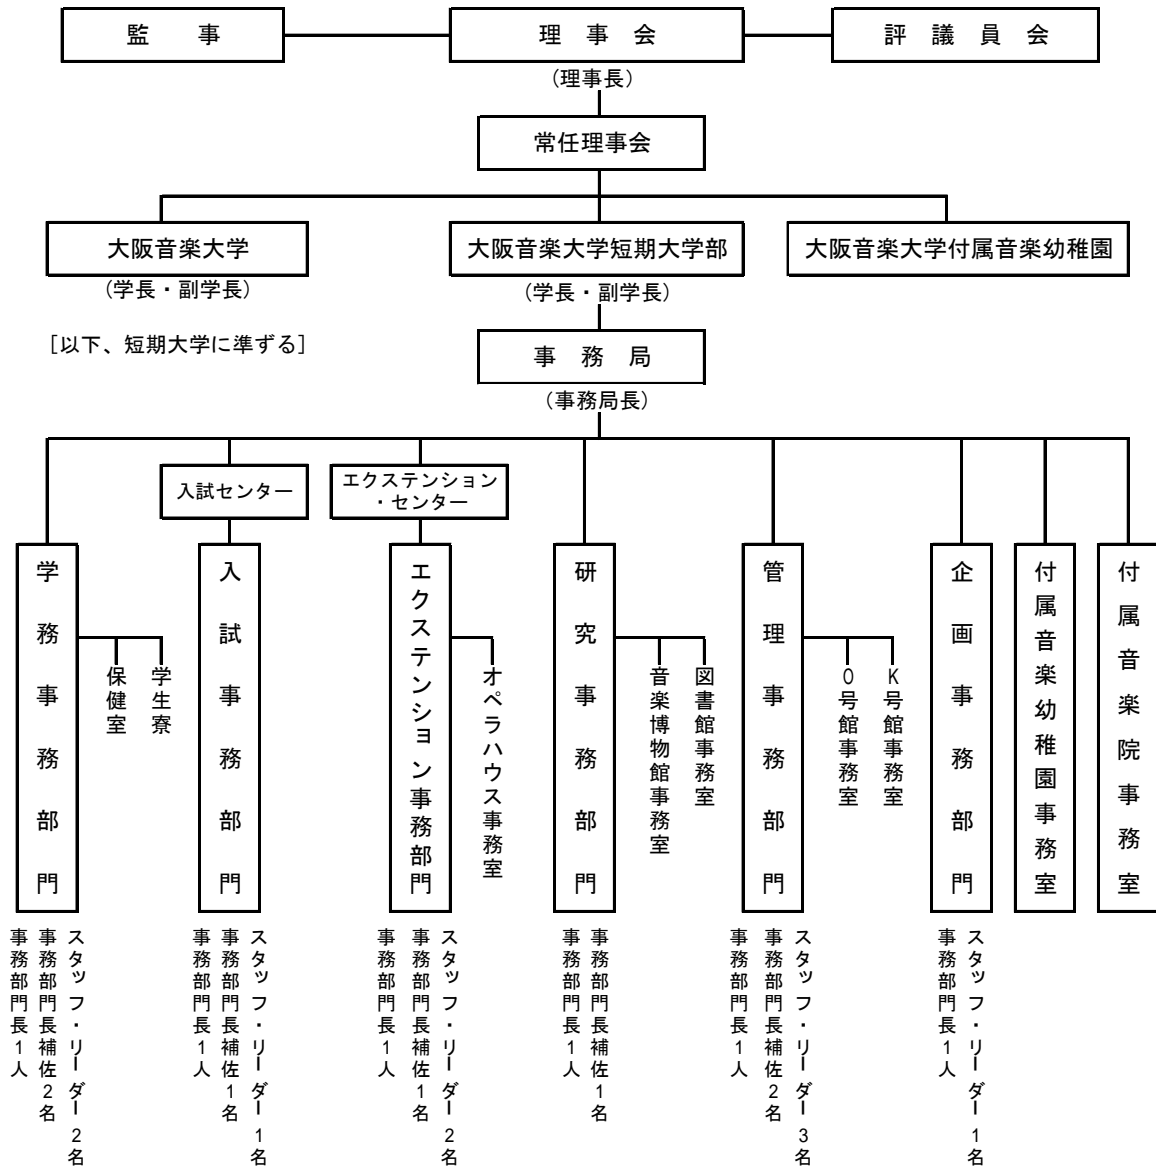 監　事
理　事　会
評　議　員　会
(理事長)
常任理事会
大阪音楽大学
大阪音楽大学短期大学部
大阪音楽大学付属音楽幼稚園
(学長・副学長)
(学長・副学長)
[以下、短期大学に準ずる]
事　務　局
(事務局長)
入試センター
エクステンション
・センター
学務事務部門
保健室
学生寮
入試事務部門
エクステンション事務部門
オペラハウス事務室
研究事務部門
音楽博物館事務室
図書館事務室
管理事務部門
O号館事務室
K号館事務室
企画事務部門
付属音楽幼稚園事務室
付属音楽院事務室
事務部門長1人
事務部門長補佐2名
スタッフ・リーダー2名
事務部門長1人
事務部門長補佐1名
スタッフ・リーダー1名
事務部門長1人
事務部門長補佐1名
スタッフ・リーダー2名
事務部門長1人
事務部門長補佐1名
事務部門長1人
事務部門長補佐2名
スタッフ・リーダー3名
事務部門長1人
スタッフ・リーダー1名